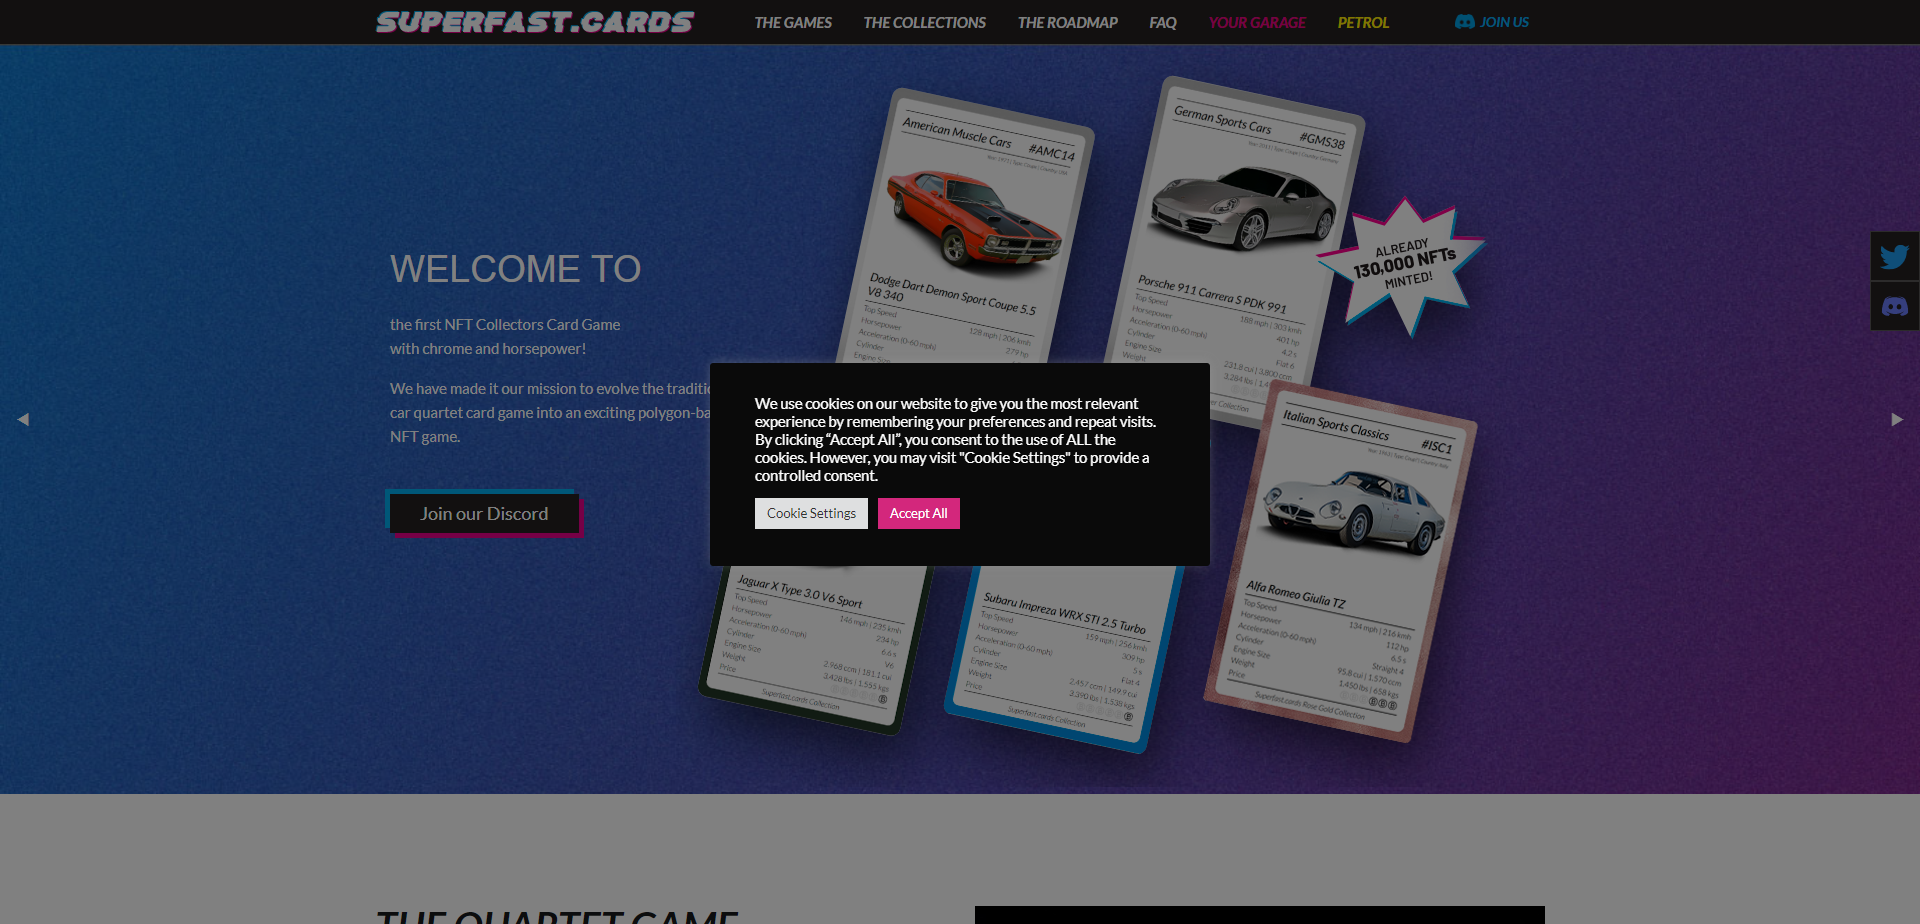 SUPERFAST.CARDS
THE GAMES
THE COLLECTIONS
THE ROADMAP
FAQ
YOUR GARAGE
PETROL
JOIN US
WELCOME TO
the first NFT Collectors Card Game
with chrome and horsepower!
We have made it our mission to evolve the traditi
car quartet card game into an exciting polygon-ba
NFT game.
Join our Discord
American Muscle Cars
#AMC14
Dodge Dart Demon Sport Coupe 5.5
V8 340
Top Speed 128 mph | 206 kmh
Horsepower 279 hp
Acceleration (0-60 mph)
Cylinder
Engine Size
German Sports Cars
#GMS38
Porsche 911 Carrera S PDK 991
Top Speed 188 mph | 303 kmh
Horsepower 401 hp
Acceleration (0-60 mph) 4.2 s
Cylinder Flat 6
Engine Size 231.8 cui | 3,800 ccm
Weight 3.284 lbs | 1.4
Collection
ALREADY
130,000 NFTs
MINTED!
We use cookies on our website to give you the most relevant
experience by remembering your preferences and repeat visits.
By clicking “Accept All”, you consent to the use of ALL the
cookies. However, you may visit "Cookie Settings" to provide a
controlled consent.
Cookie Settings
Accept All
Italian Sports Classics
#ISC1
Alfa Romeo Giulia TZ
Top Speed 134 mph | 216 kmh
Horsepower 112 hp
Acceleration (0-60 mph) 6.5 s
Cylinder Straight 4
Engine Size 95.8 cui | 1,570 ccm
Weight 1.450 lbs | 658 kgs
Price
Superfast.cards Rose Gold Collection
Jaguar X Type 3.0 V6 Sport
Top Speed 146 mph | 235 kmh
Horsepower 234 hp
Acceleration (0-60 mph) 6.6 s
Cylinder V6
Engine Size 2.968 ccm | 181.1 cui
Weight 3.428 lbs | 1.555 kgs
Price
Superfast.cards Collection
Subaru Impreza WRX STI 2.5 Turbo
Top Speed 159 mph | 256 kmh
Horsepower 309 hp
Acceleration (0-60 mph) 5 s
Cylinder Flat 4
Engine Size 2.457 ccm | 149.9 cui
Weight 3.390 lbs | 1.538 kgs
Price
Superfast.cards Collection
THE QUARTET GAME